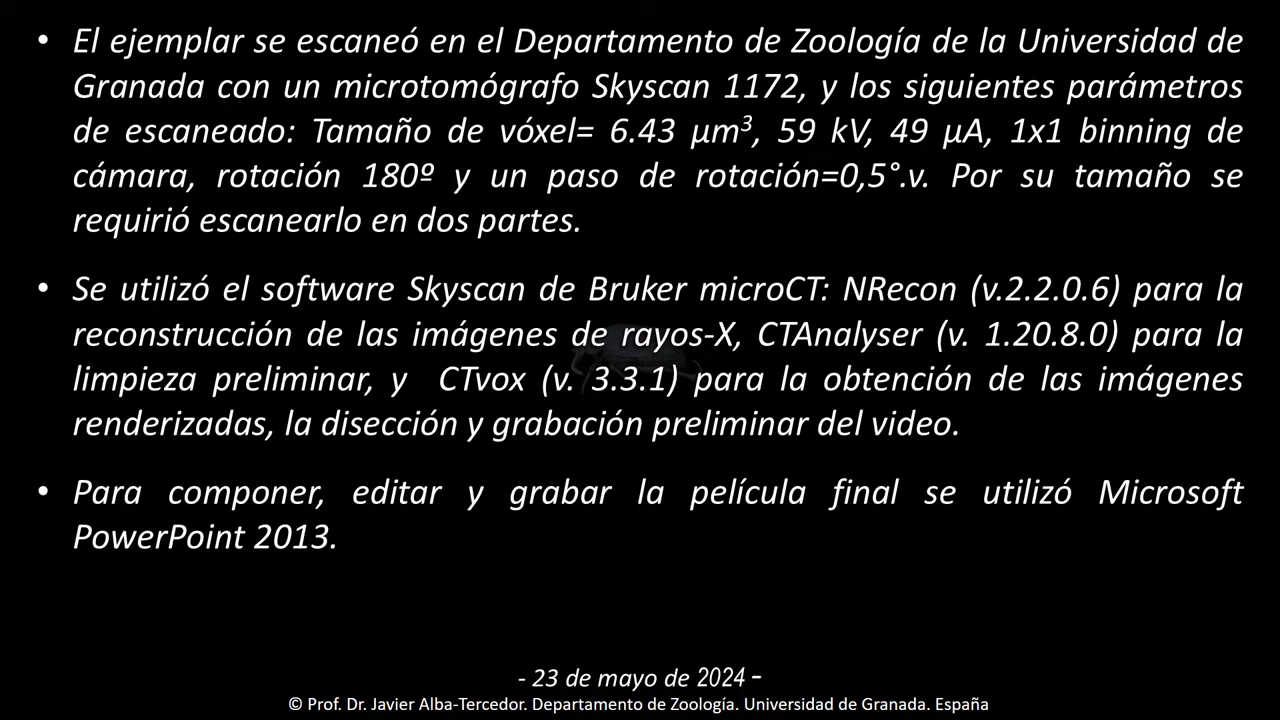 • El ejemplar se escaneó en el Departamento de Zoología de la Universidad de
Granada con un microtomógrafo Skyscan 1172, y los siguientes parámetros
de escaneado: Tamaño de vóxel= 6.43 µm³, 59 kV, 49 µA, 1x1 binning de
cámara, rotación 180º y un paso de rotación=0,5°.v. Por su tamaño se
requirió escanearlo en dos partes.
• Se utilizó el software Skyscan de Bruker microCT: NRecon (v.2.2.0.6) para la
reconstrucción de las imágenes de rayos-X, CTAnalyser (v. 1.20.8.0) para la
limpieza preliminar, y CTvox (v. 3.3.1) para la obtención de las imágenes
renderizadas, la disección y grabación preliminar del video.
• Para componer, editar y grabar la película final se utilizó Microsoft
PowerPoint 2013.
- 23 de mayo de 2024 -
© Prof. Dr. Javier Alba-Tercedor. Departamento de Zoología. Universidad de Granada. España